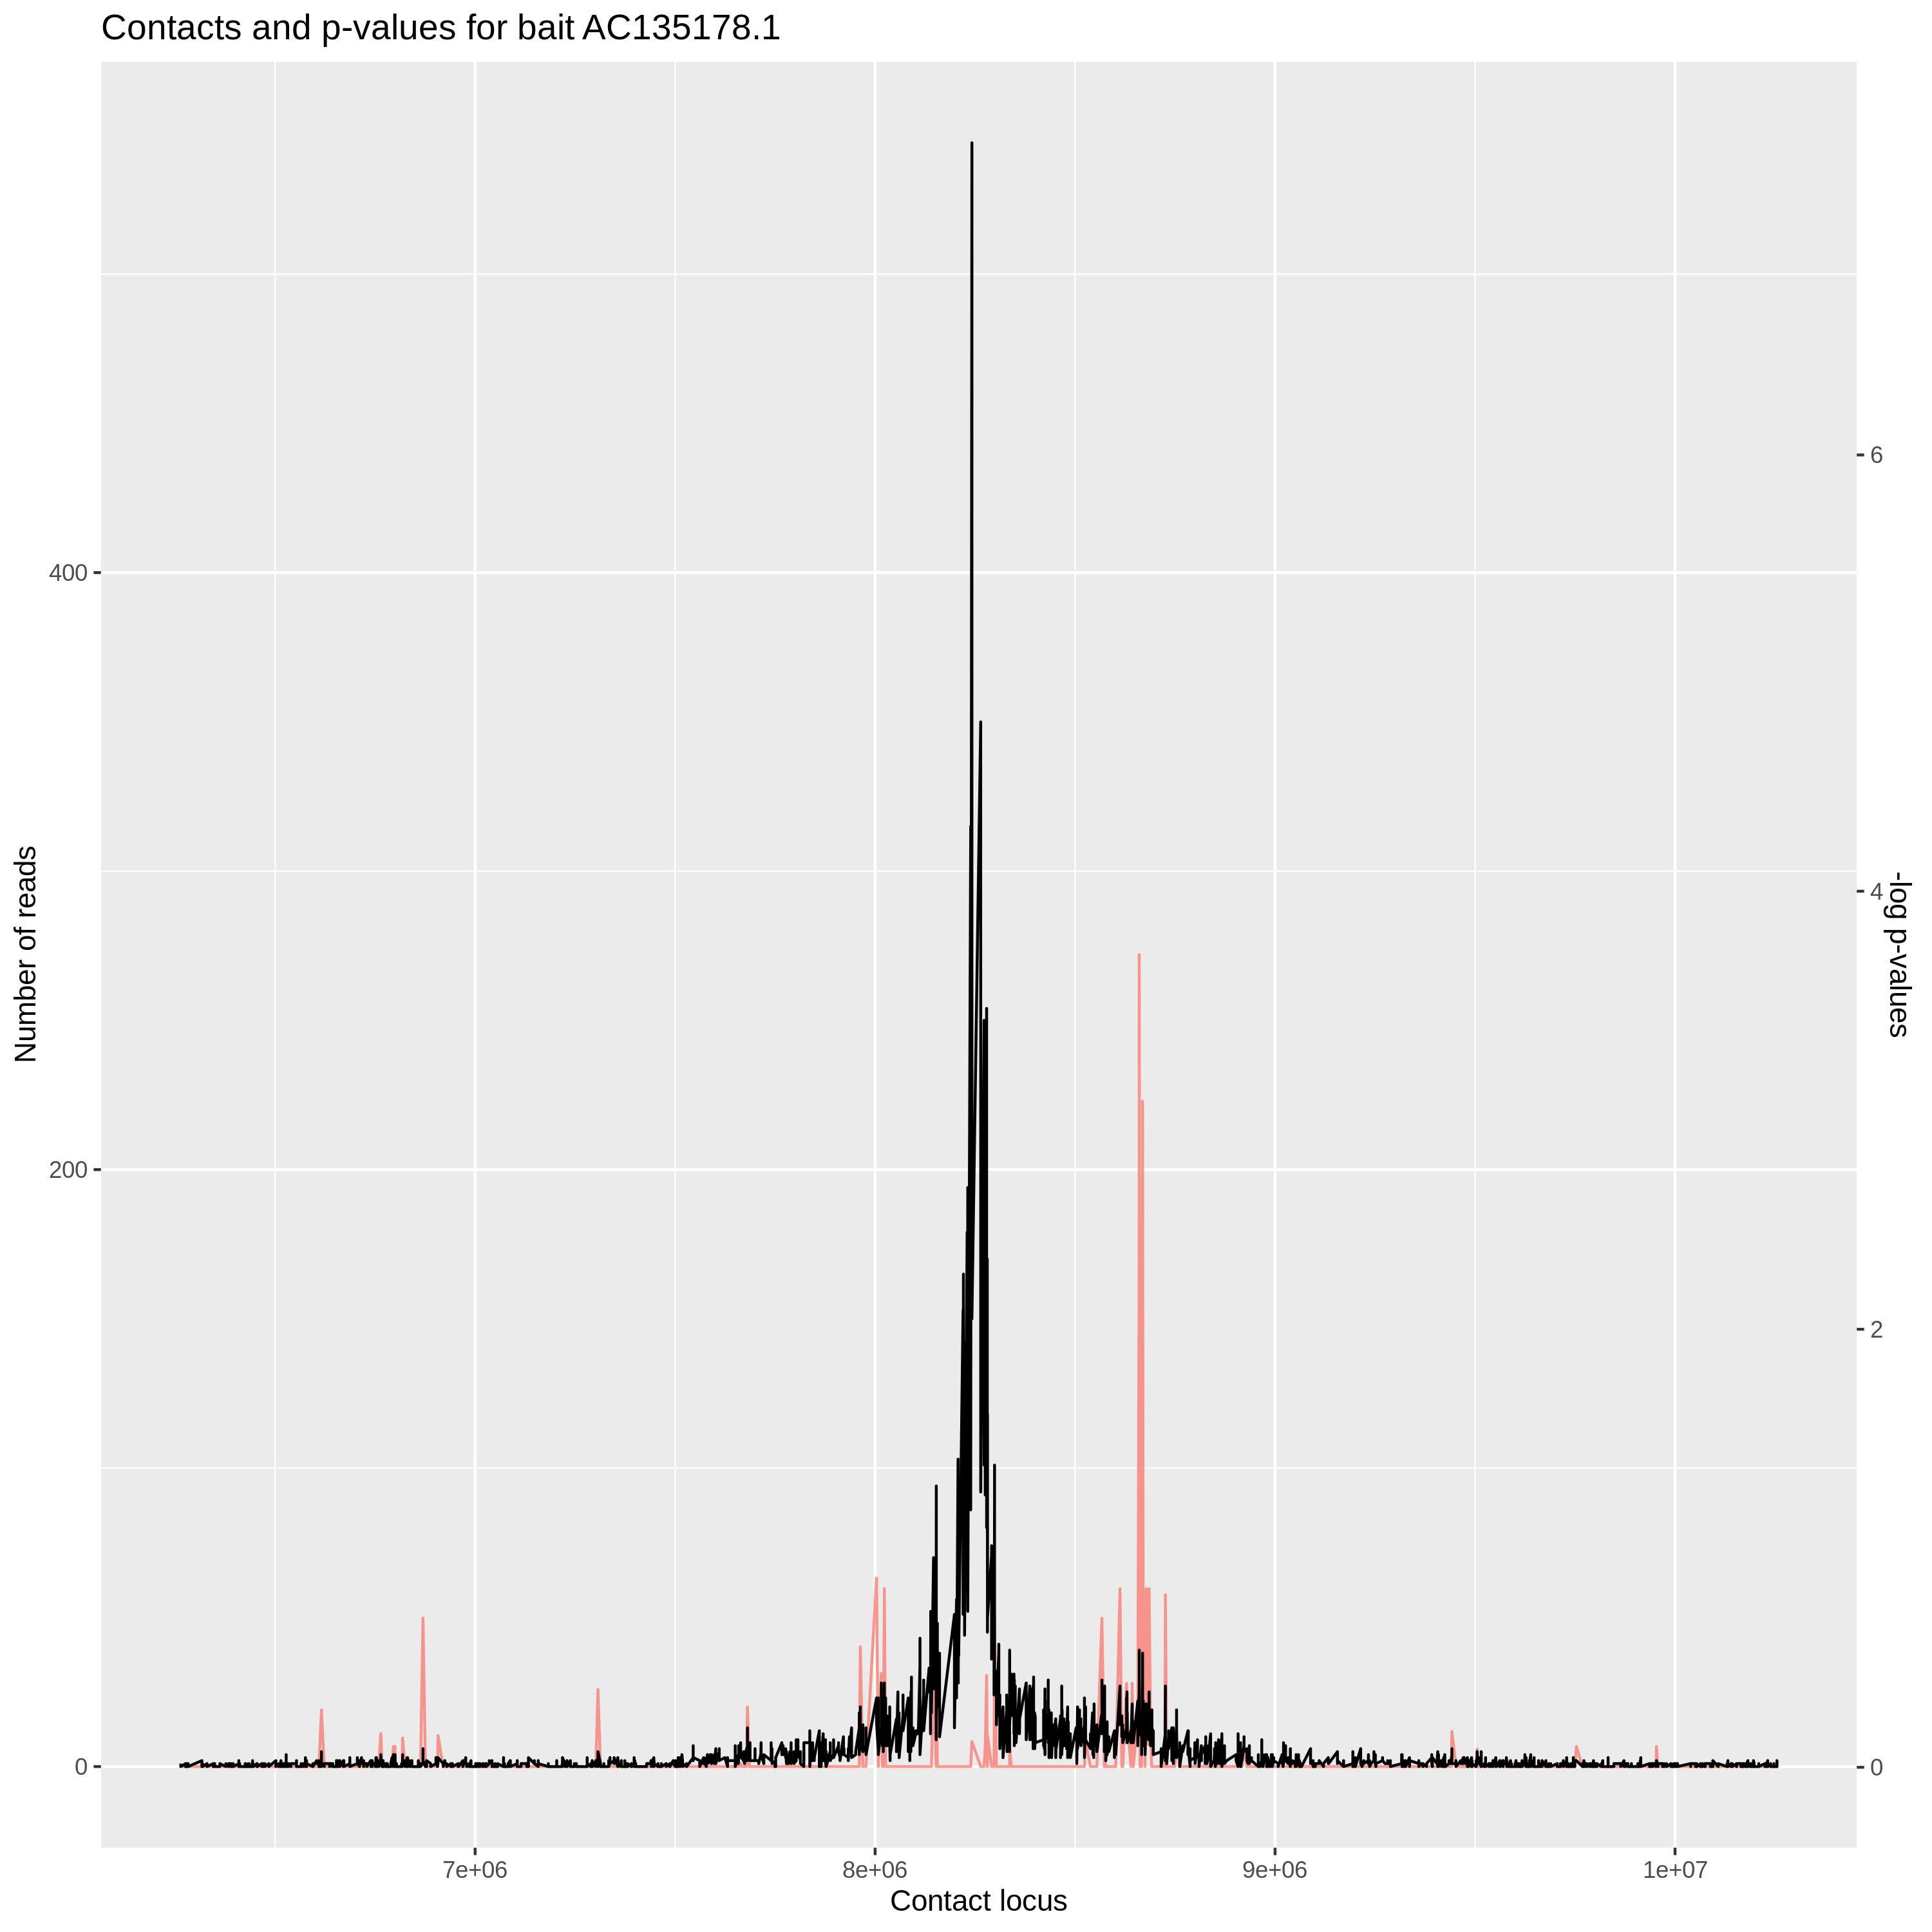 Contacts and p-values for bait AC135178.1
Number of reads
400
200
0
6
4
2
0
-log p-values
7e+06
8e+06
9e+06
1e+07
Contact locus